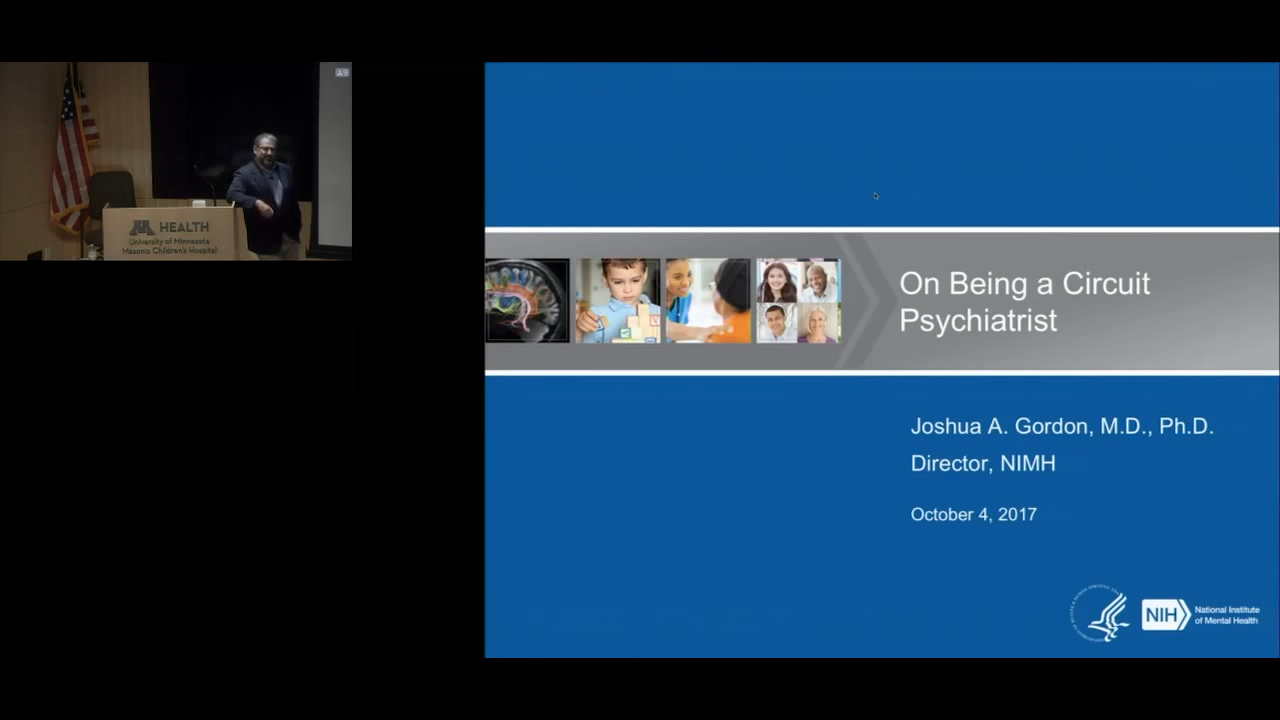 HEALTH
University of Minnesota
Masonic Children's Hospital
On Being a Circuit
Psychiatrist
Joshua A. Gordon, M.D., Ph.D.
Director, NIMH
October 4, 2017
NIH
National Institute
of Mental Health